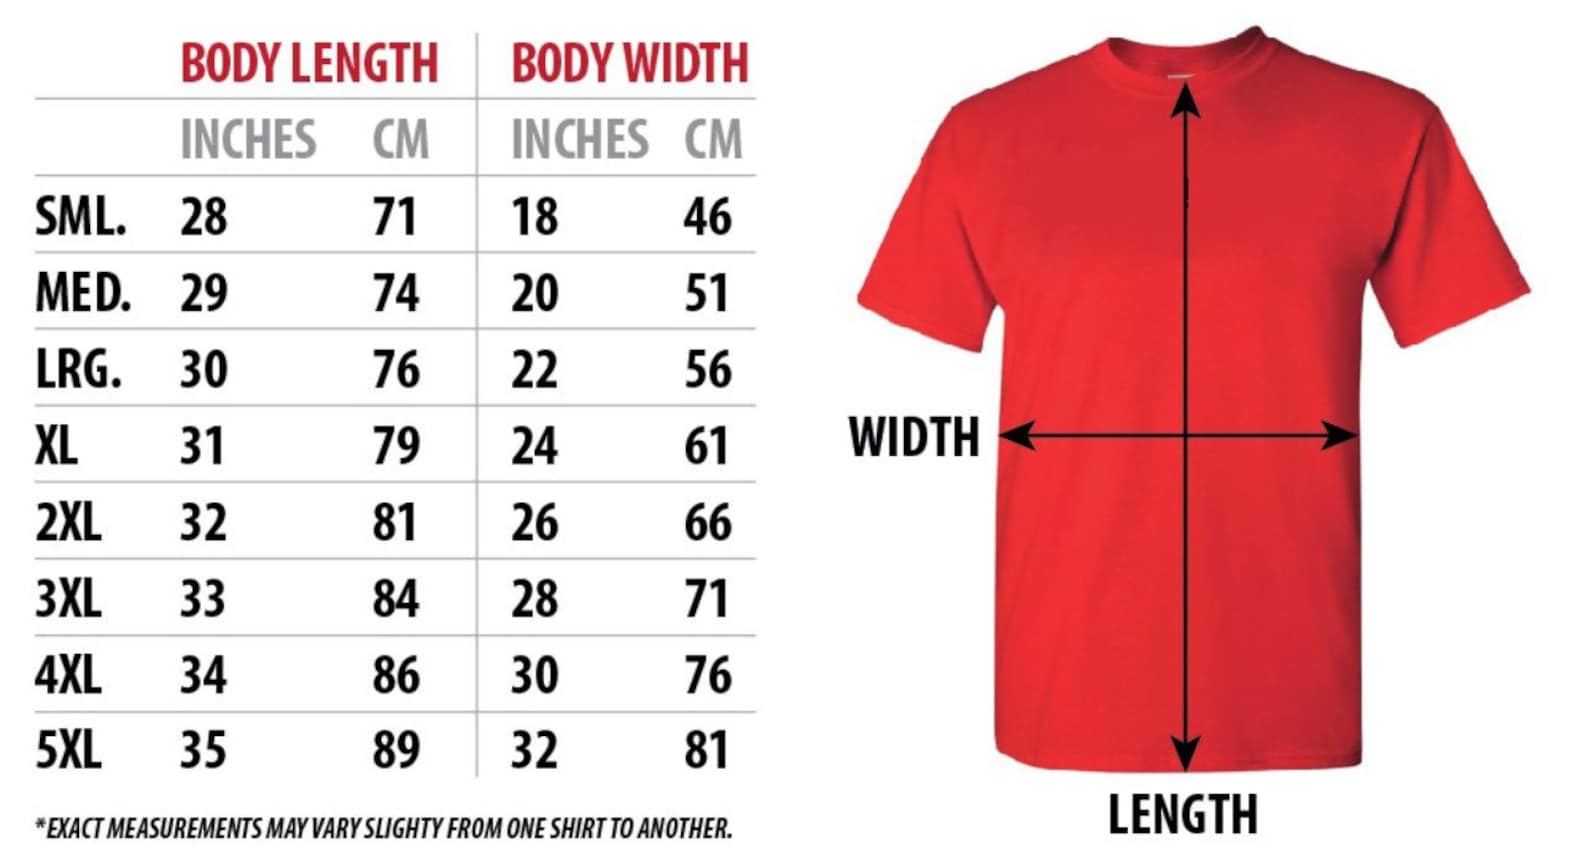 BODY LENGTH BODY WIDTH
INCHES CM INCHES CM
SML. 28 71 18 46
MED. 29 74 20 51
LRG. 30 76 22 56
XL 31 79 24 61
2XL 32 81 26 66
3XL 33 84 28 71
4XL 34 86 30 76
5XL 35 89 32 81
*EXACT MEASUREMENTS MAY VARY SLIGHTY FROM ONE SHIRT TO ANOTHER.
WIDTH
LENGTH